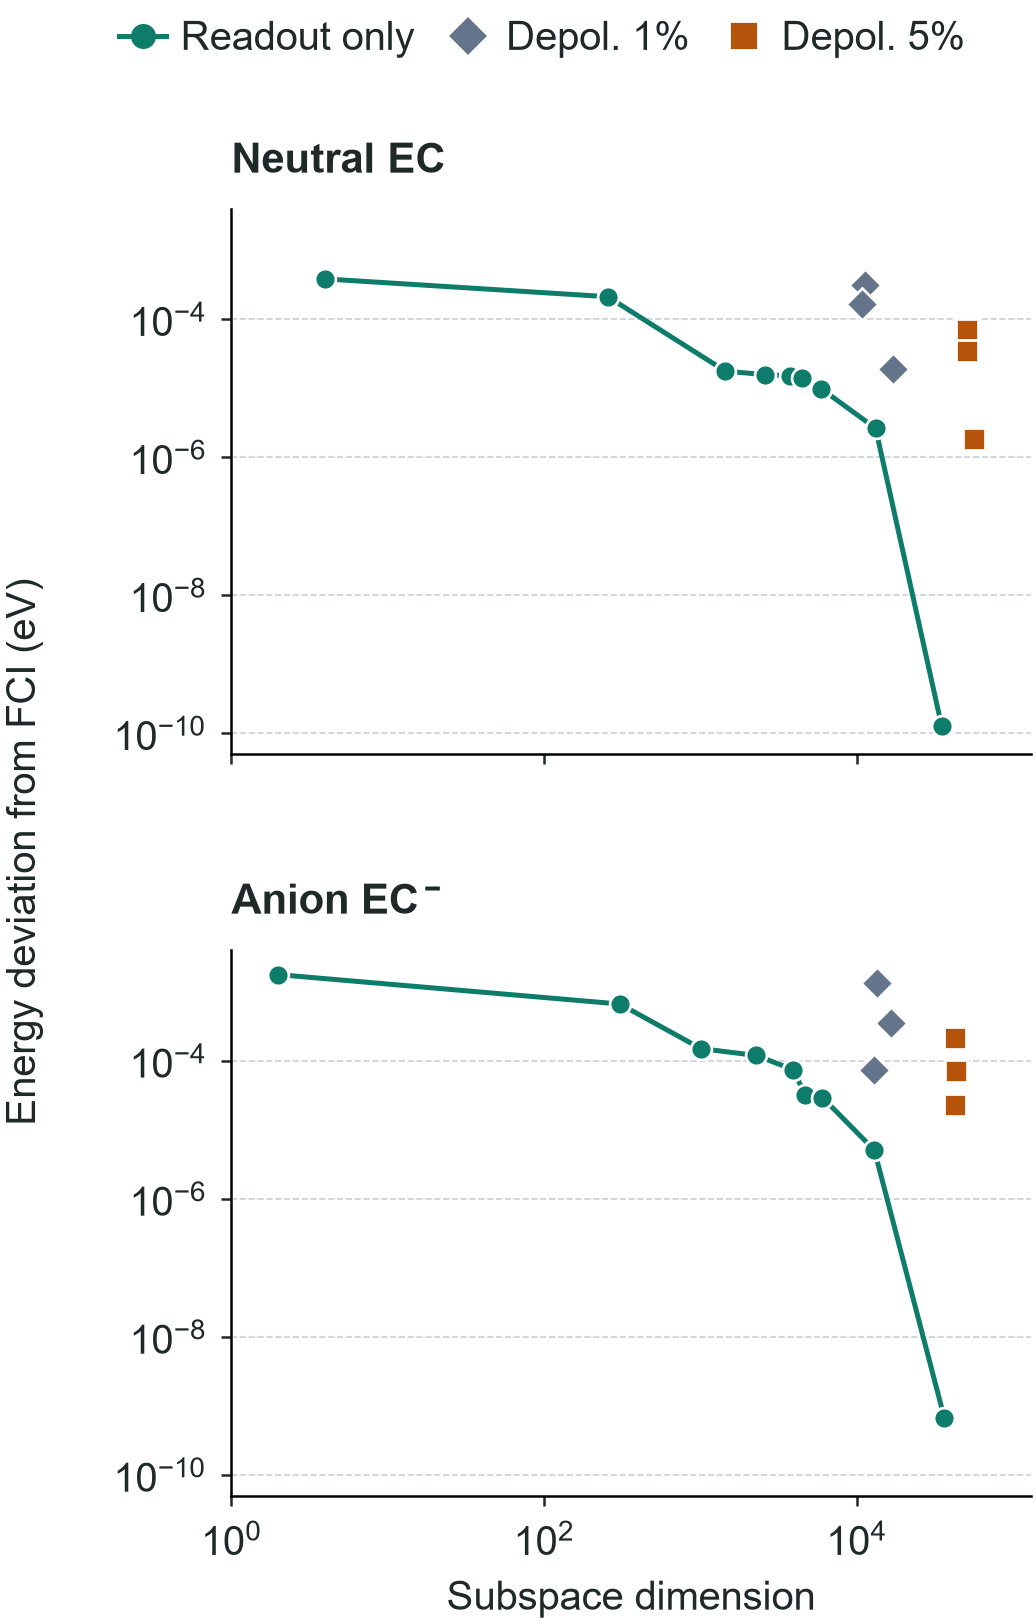 Readout only Depol. 1% Depol. 5%
Neutral EC
10⁻⁴
10⁻⁶
10⁻⁸
10⁻¹⁰
Energy deviation from FCI (eV)
Anion EC⁻
10⁻⁴
10⁻⁶
10⁻⁸
10⁻¹⁰
10⁰ 10² 10⁴
Subspace dimension